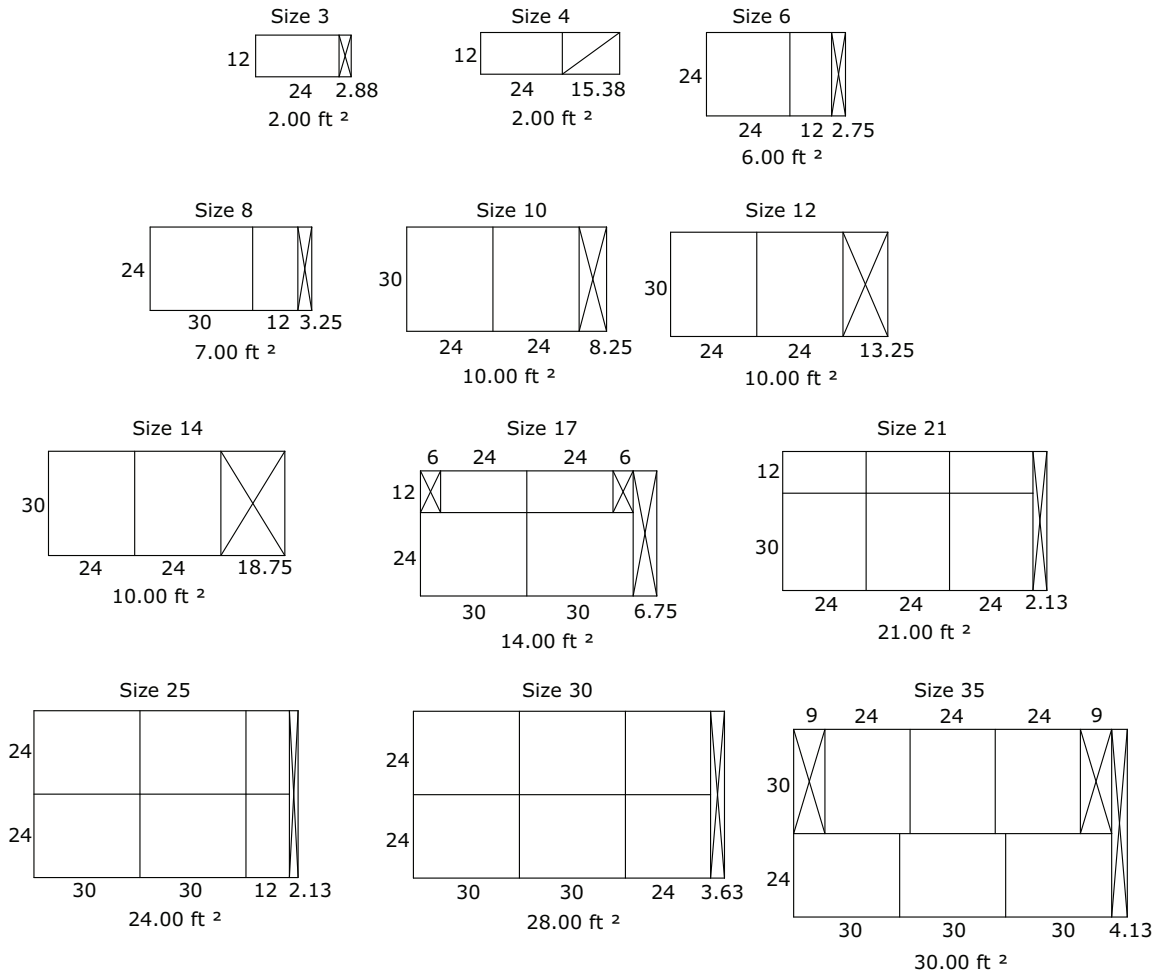 Size 3
12
24 2.88
2.00 ft ²
Size 4
12
24 15.38
2.00 ft ²
Size 6
24
24 12 2.75
6.00 ft ²
Size 8
24
30 12 3.25
7.00 ft ²
Size 10
30
24 24 8.25
10.00 ft ²
Size 12
30
24 24 13.25
10.00 ft ²
Size 14
30
24 24 18.75
10.00 ft ²
Size 17
6 24 24 6
12
24
30 30 6.75
14.00 ft ²
Size 21
12
30
24 24 24 2.13
21.00 ft ²
Size 25
24
24
30 30 12 2.13
24.00 ft ²
Size 30
24
24
30 30 24 3.63
28.00 ft ²
Size 35
9 24 24 24 9
30
24
30 30 30 4.13
30.00 ft ²